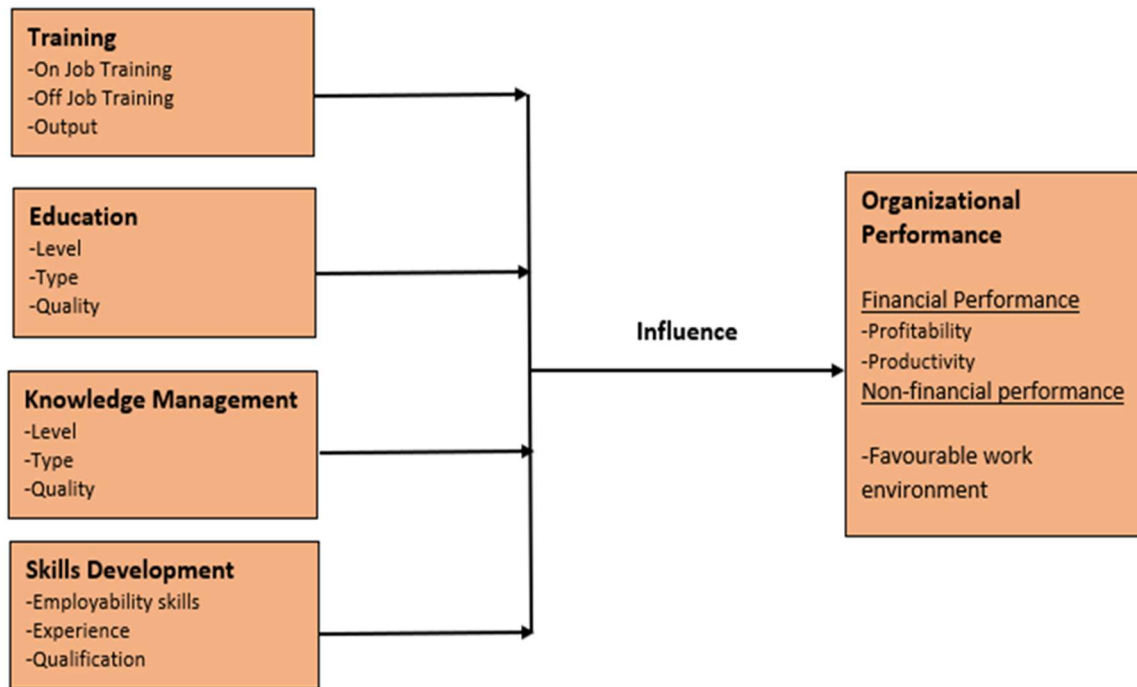 Training
-On Job Training
-Off Job Training
-Output
Education
-Level
-Type
-Quality
Knowledge Management
-Level
-Type
-Quality
Skills Development
-Employability skills
-Experience
-Qualification
Influence
Organizational
Performance
Financial Performance
-Profitability
-Productivity
Non-financial performance
-Favourable work
environment